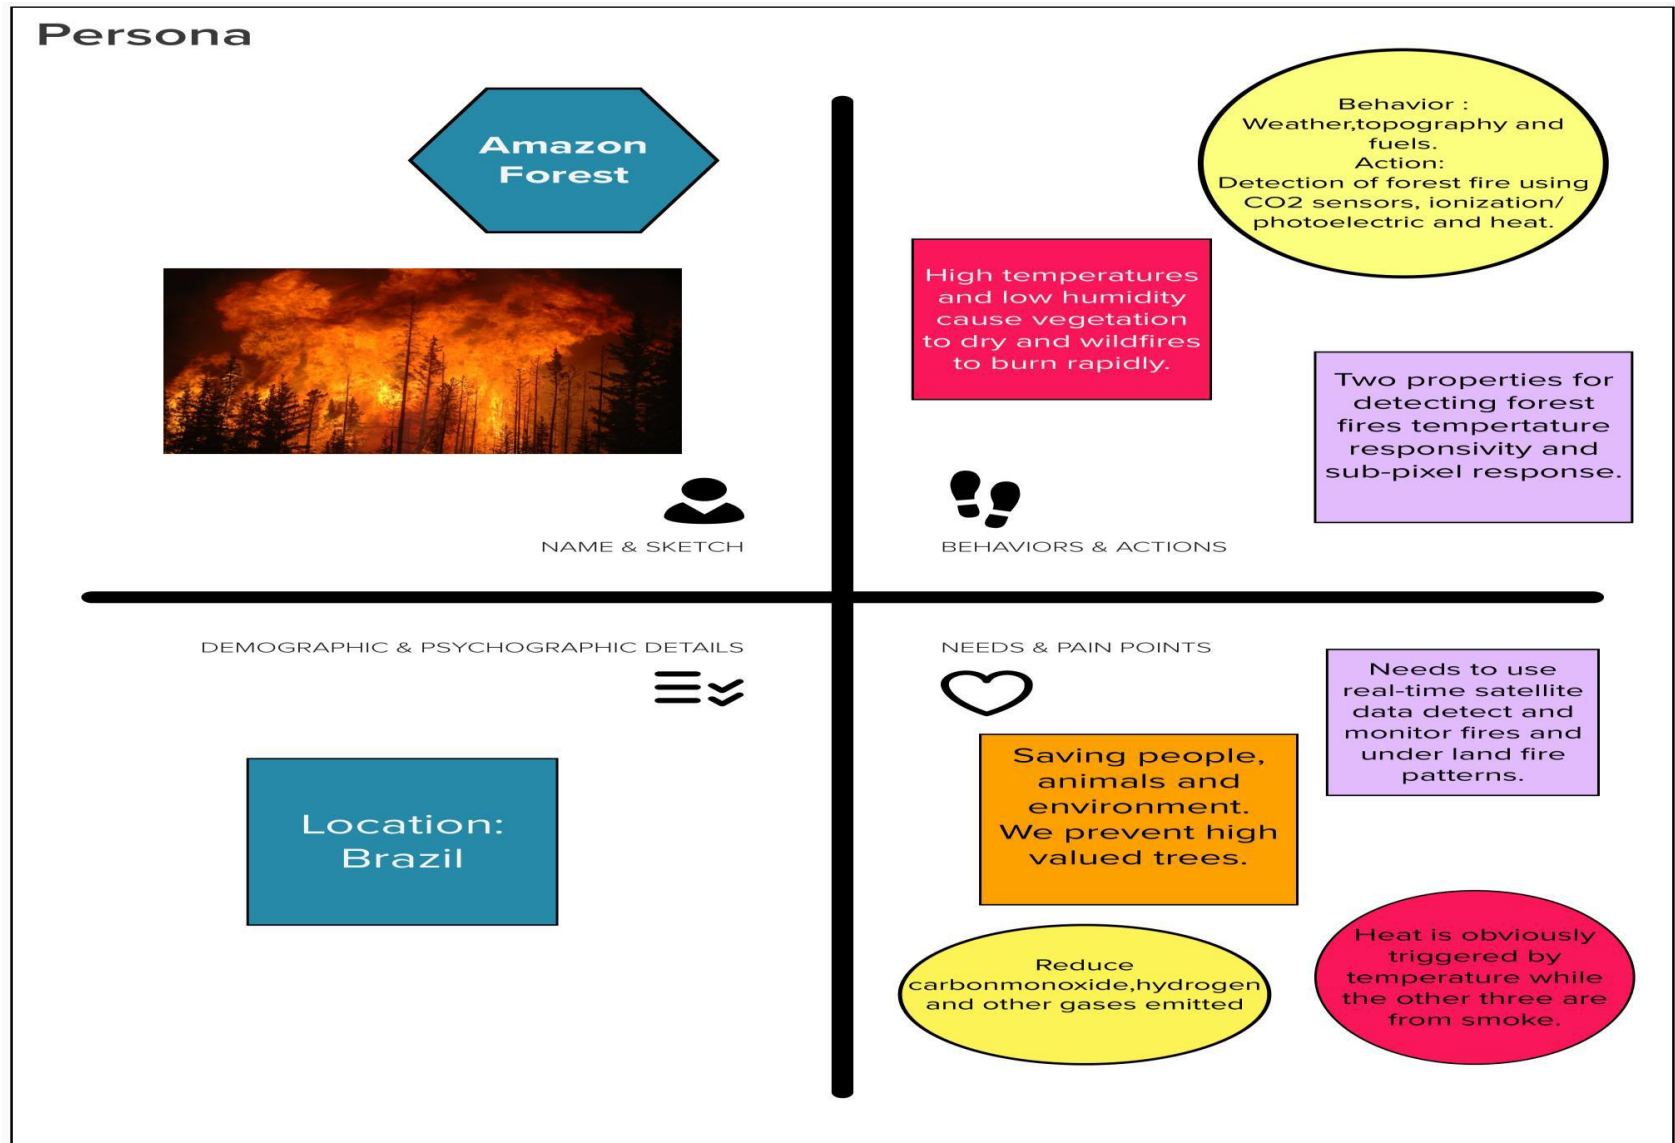 Persona
Amazon
Forest
NAME & SKETCH
Behavior :
Weather,topography and
fuels.
Action:
Detection of forest fire using
CO2 sensors, ionization/
photoelectric and heat.
High temperatures
and low humidity
cause vegetation
to dry and wildfires
to burn rapidly.
Two properties for
detecting forest
fires tempertature
responsivity and
sub-pixel response.
BEHAVIORS & ACTIONS
DEMOGRAPHIC & PSYCHOGRAPHIC DETAILS
Location:
Brazil
NEEDS & PAIN POINTS
Needs to use
real-time satellite
data detect and
monitor fires and
under land fire
patterns.
Saving people,
animals and
environment.
We prevent high
valued trees.
Reduce
carbonmonoxide,hydrogen
and other gases emitted
Heat is obviously
triggered by
temperature while
the other three are
from smoke.